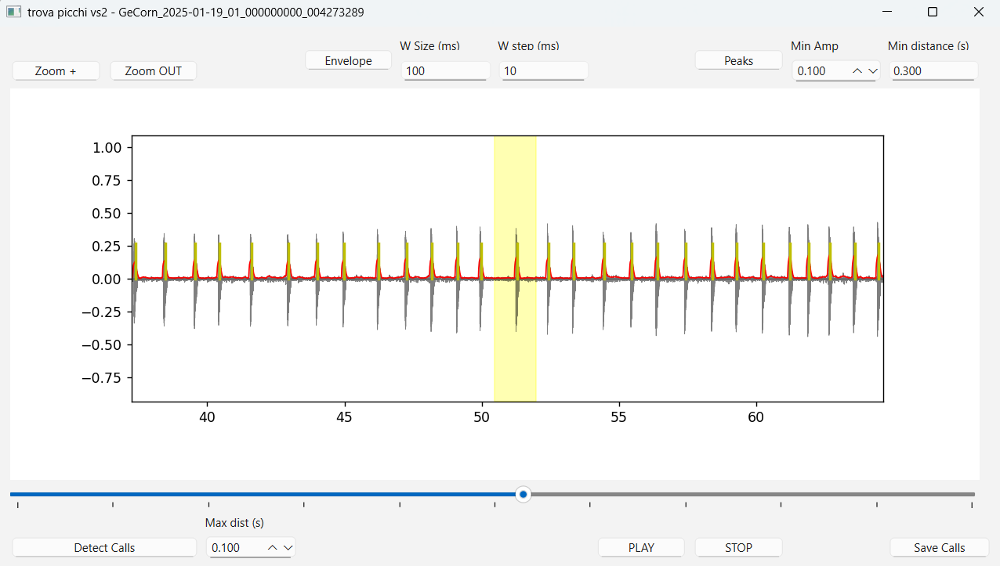 trova picchi vs2 - GeCorn_2025-01-19_01_000000000_004273289
W Size (ms)
W step (ms)
Min Amp
Min distance (s)
Zoom +
Zoom OUT
Envelope
100
10
Peaks
0.100
0.300
1.00
0.75
0.50
0.25
0.00
−0.25
−0.50
−0.75
40
45
50
55
60
Max dist (s)
Detect Calls
0.100
PLAY
STOP
Save Calls